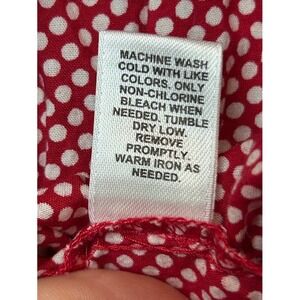 MACHINE WASH
COLD WITH LIKE
COLORS. ONLY
NON-CHLORINE
BLEACH WHEN
NEEDED. TUMBLE
DRY LOW.
REMOVE
PROMPTLY.
WARM IRON AS
NEEDED.